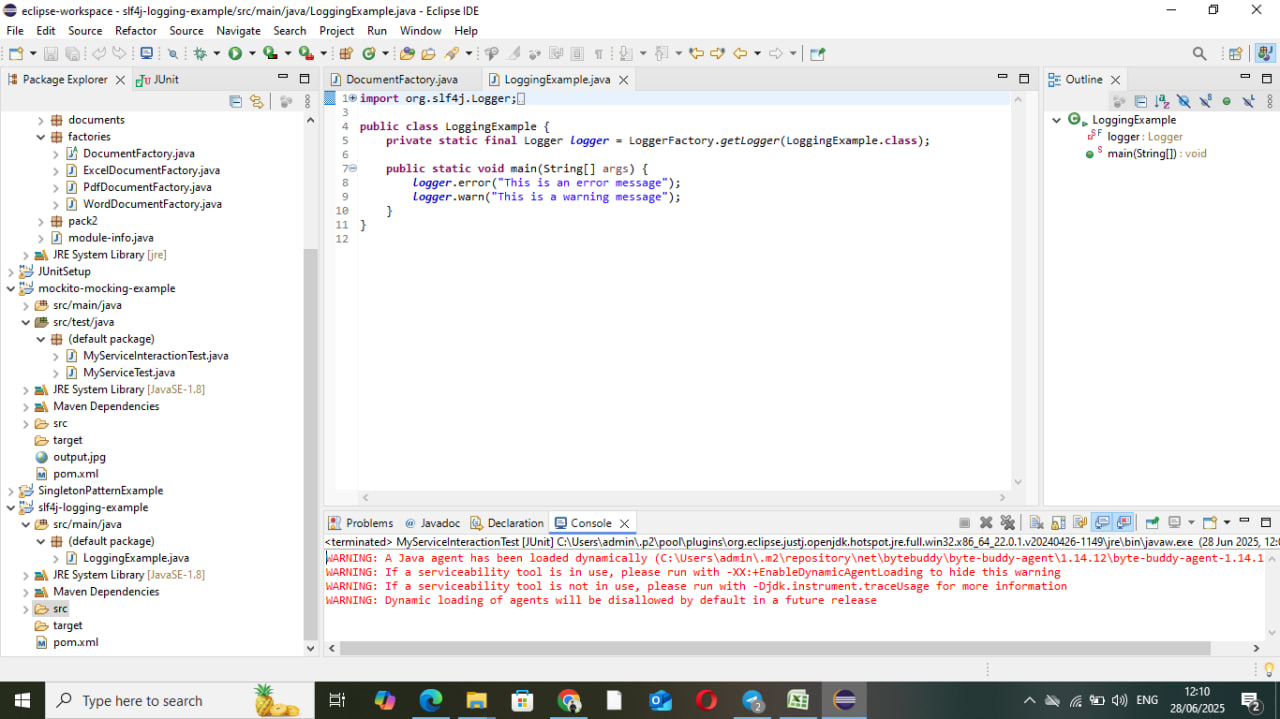 eclipse-workspace - slf4j-logging-example/src/main/java/LoggingExample.java - Eclipse IDE
File Edit Source Refactor Source Navigate Search Project Run Window Help
Package Explorer JUnit
documents
factories
DocumentFactory.java
ExcelDocumentFactory.java
PdfDocumentFactory.java
WordDocumentFactory.java
pack2
module-info.java
JRE System Library [jre]
JUnitSetup
mockito-mocking-example
src/main/java
src/test/java
(default package)
MyServiceInteractionTest.java
MyServiceTest.java
JRE System Library [JavaSE-1.8]
Maven Dependencies
src
target
output.jpg
pom.xml
SingletonPatternExample
slf4j-logging-example
src/main/java
(default package)
LoggingExample.java
JRE System Library [JavaSE-1.8]
Maven Dependencies
src
target
pom.xml
DocumentFactory.java LoggingExample.java
1 import org.slf4j.Logger;
3
4 public class LoggingExample {
5 private static final Logger logger = LoggerFactory.getLogger(LoggingExample.class);
6
7 public static void main(String[] args) {
8 logger.error("This is an error message");
9 logger.warn("This is a warning message");
10 }
11 }
12
Outline
LoggingExample
logger : Logger
main(String[]) : void
Problems Javadoc Declaration Console
<terminated> MyServiceInteractionTest [JUnit] C:\Users\admin\.p2\pool\plugins\org.eclipse.justj.openjdk.hotspot.jre.full.win32.x86_64_22.0.1.v20240426-1149\jre\bin\javaw.exe (28 Jun 2025, 12:0
WARNING: A Java agent has been loaded dynamically (C:\Users\admin\.m2\repository\net\bytebuddy\byte-buddy-agent\1.14.12\byte-buddy-agent-1.14.1
WARNING: If a serviceability tool is in use, please run with -XX:+EnableDynamicAgentLoading to hide this warning
WARNING: If a serviceability tool is not in use, please run with -Djdk.instrument.traceUsage for more information
WARNING: Dynamic loading of agents will be disallowed by default in a future release
Type here to search
2
ENG
12:10
28/06/2025
2